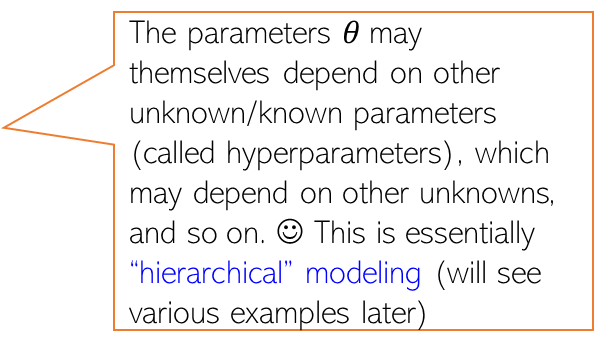 The parameters θ may
themselves depend on other
unknown/known parameters
(called hyperparameters), which
may depend on other unknowns,
and so on. ☺ This is essentially
“hierarchical” modeling (will see
various examples later)